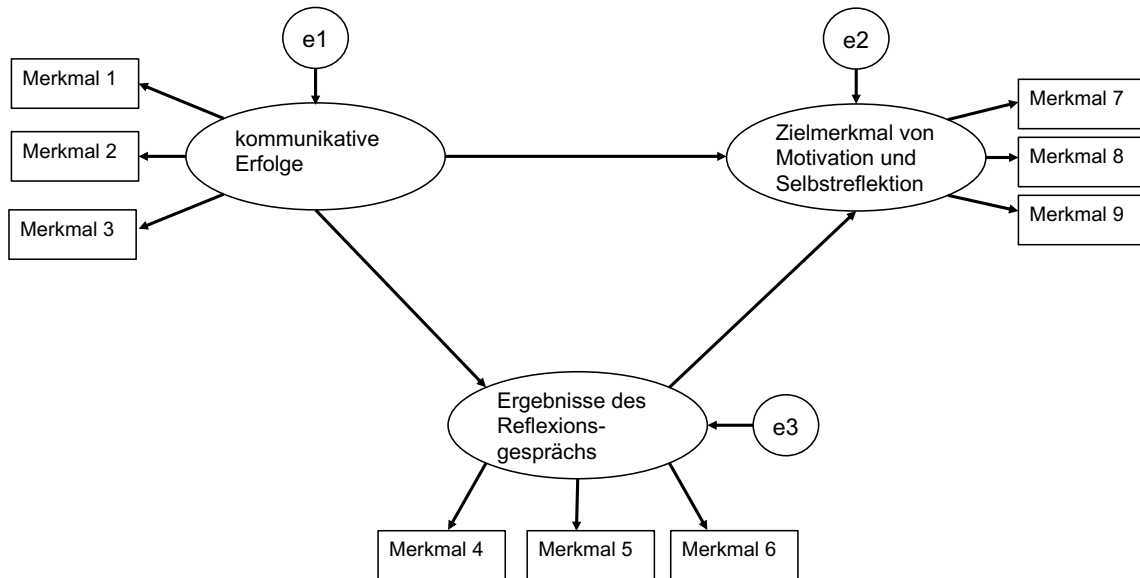 e1
e2
Merkmal 1
Merkmal 2
Merkmal 3
kommunikative
Erfolge
Zielmerkmal von
Motivation und
Selbstreflektion
Merkmal 7
Merkmal 8
Merkmal 9
Ergebnisse des
Reflexions-
gesprächs
e3
Merkmal 4
Merkmal 5
Merkmal 6